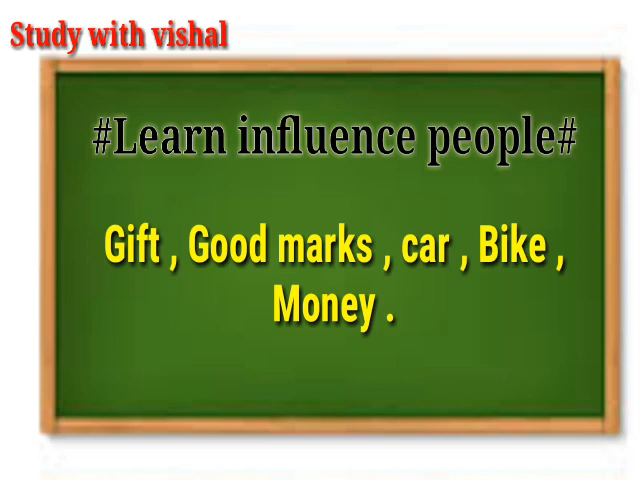 Study with vishal
#Learn influence people#
Gift , Good marks , car , Bike ,
Money .